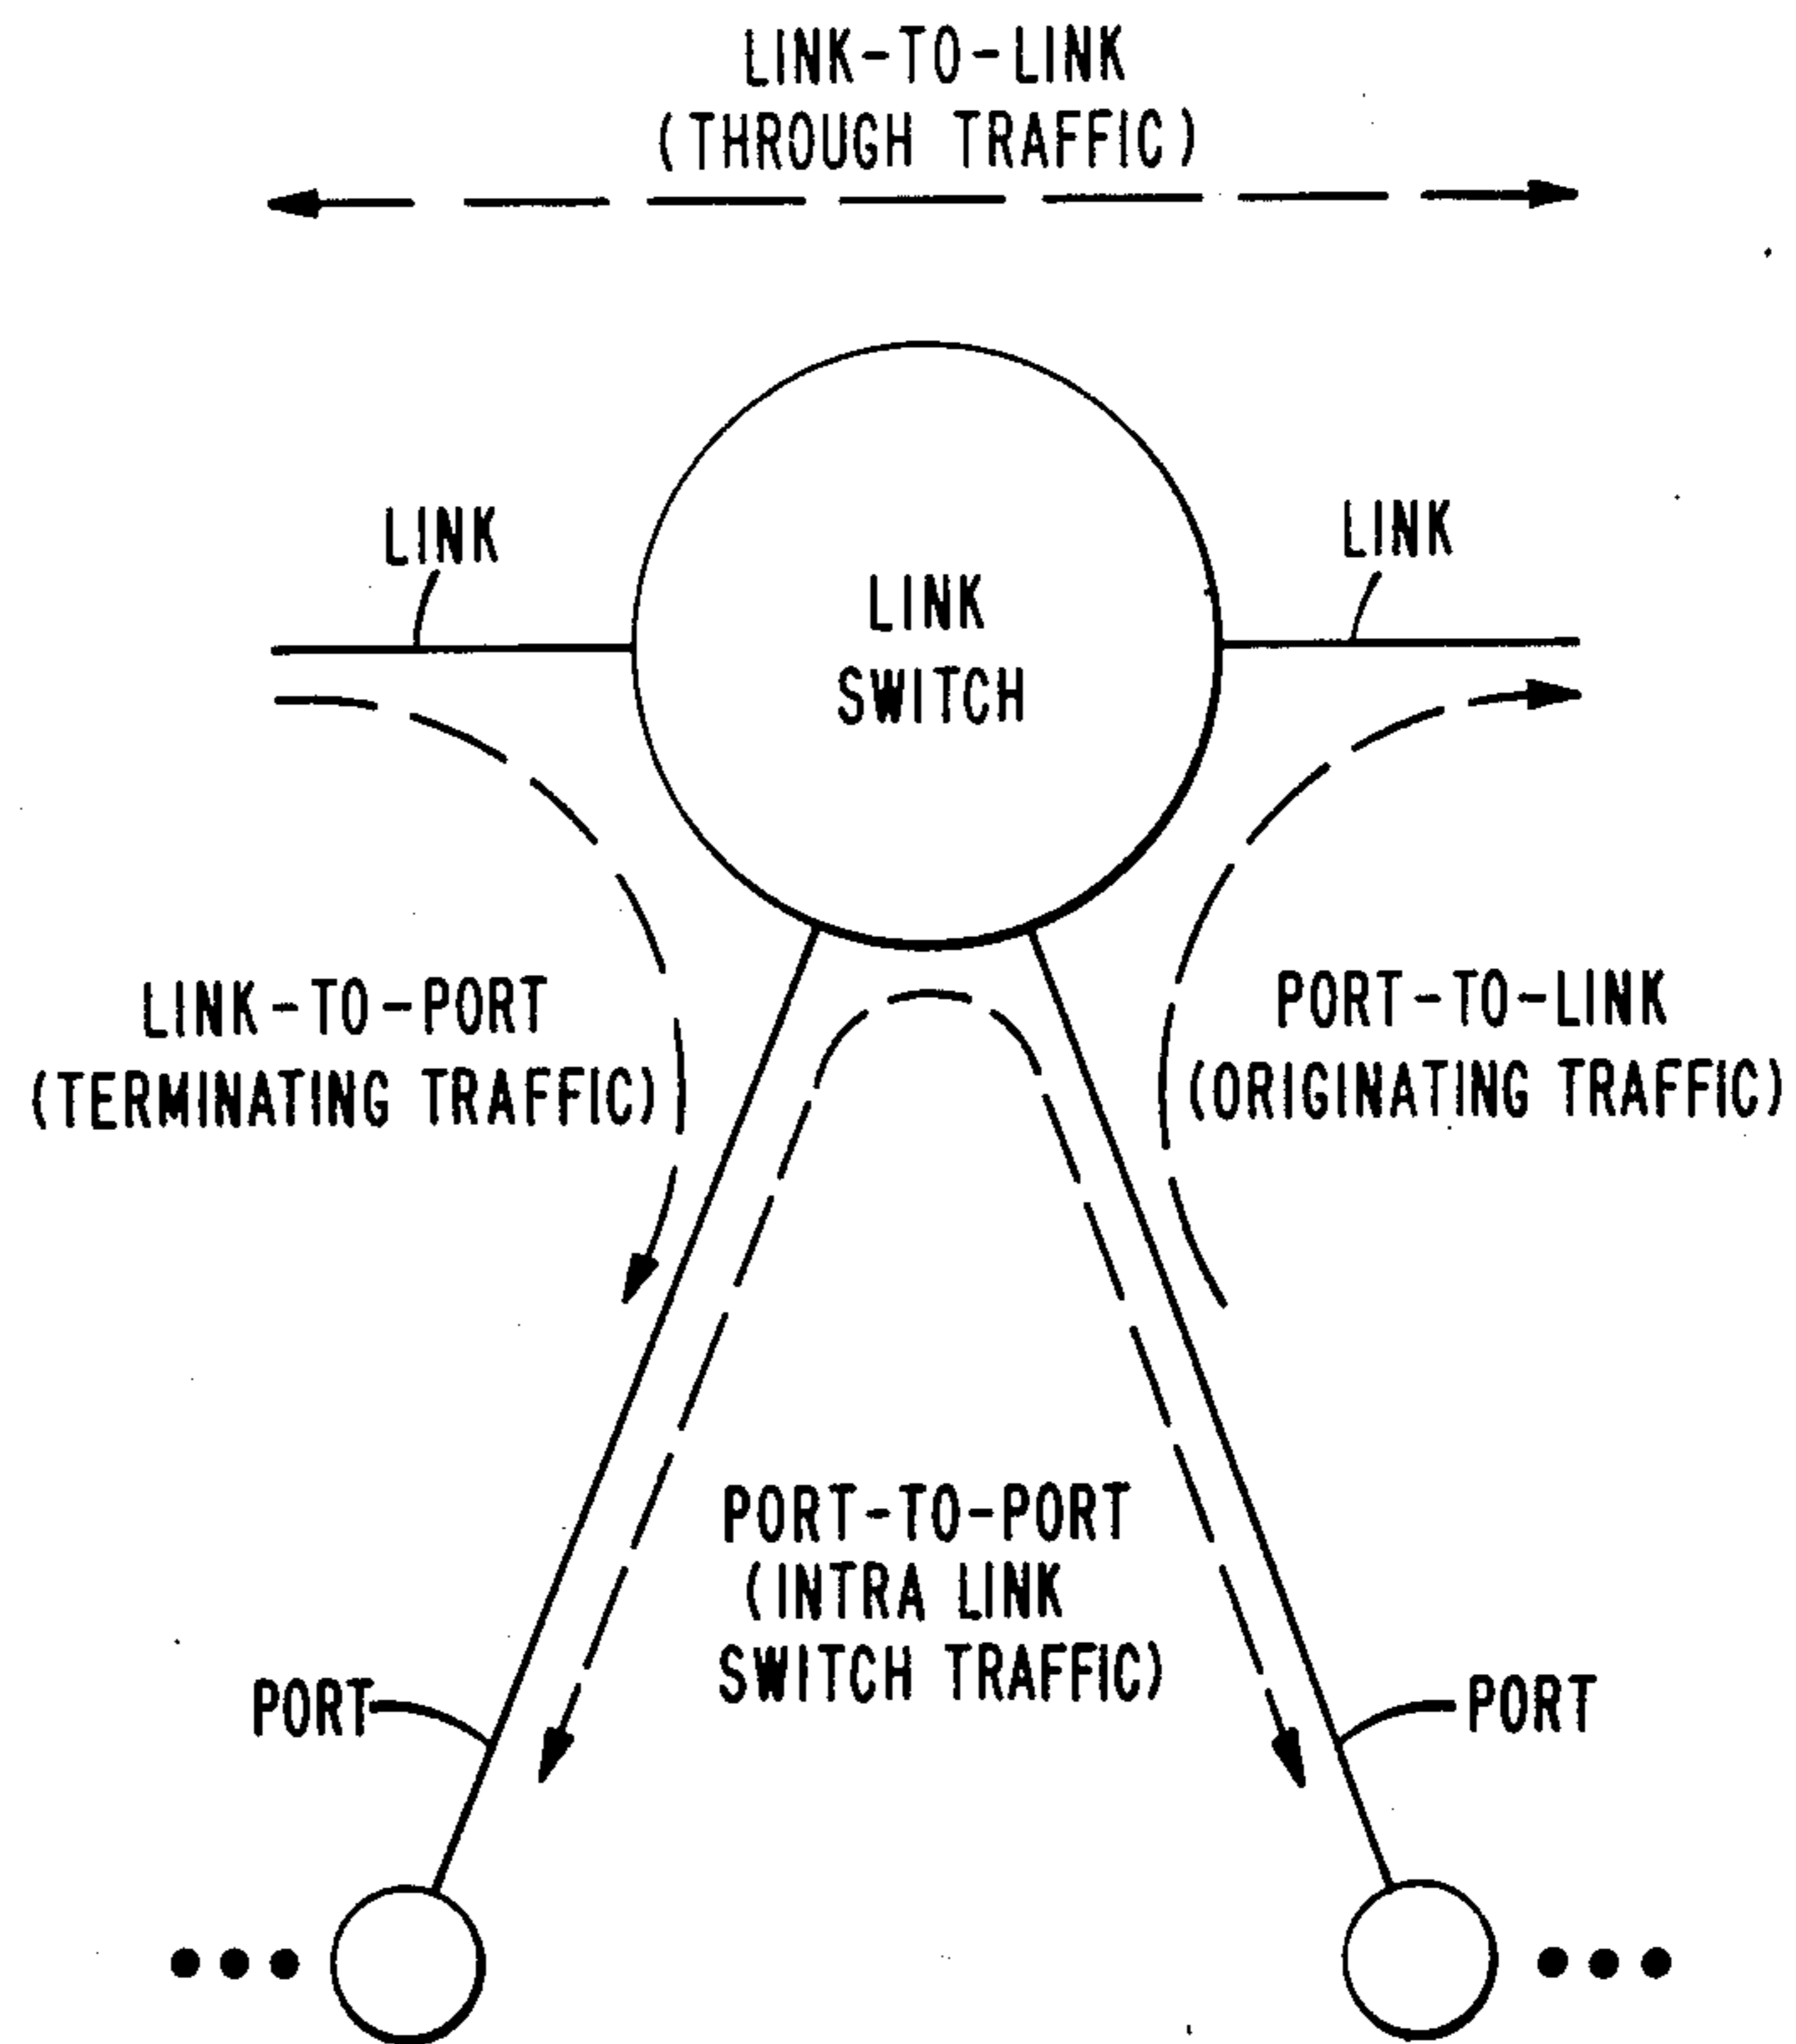 LINK-TO-LINK
(THROUGH TRAFFIC)
LINK
LINK
LINK
SWITCH
LINK-TO-PORT
(TERMINATING TRAFFIC)
PORT-TO-LINK
(ORIGINATING TRAFFIC)
PORT-TO-PORT
(INTRA LINK
SWITCH TRAFFIC)
PORT
PORT